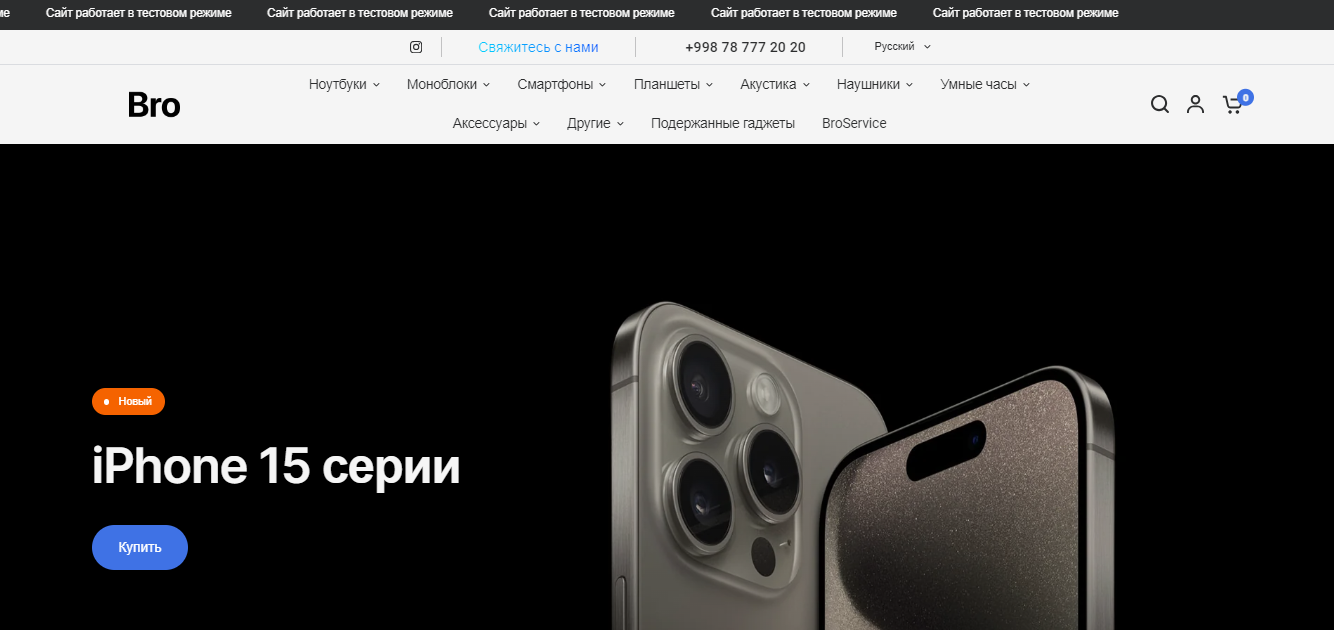 ме Сайт работает в тестовом режиме Сайт работает в тестовом режиме Сайт работает в тестовом режиме Сайт работает в тестовом режиме Сайт работает в тестовом режиме
Свяжитесь с нами +998 78 777 20 20 Русский
Bro
Ноутбуки Моноблоки Смартфоны Планшеты Акустика Наушники Умные часы
Аксессуары Другие Подержанные гаджеты BroService
0
Новый
iPhone 15 серии
Купить